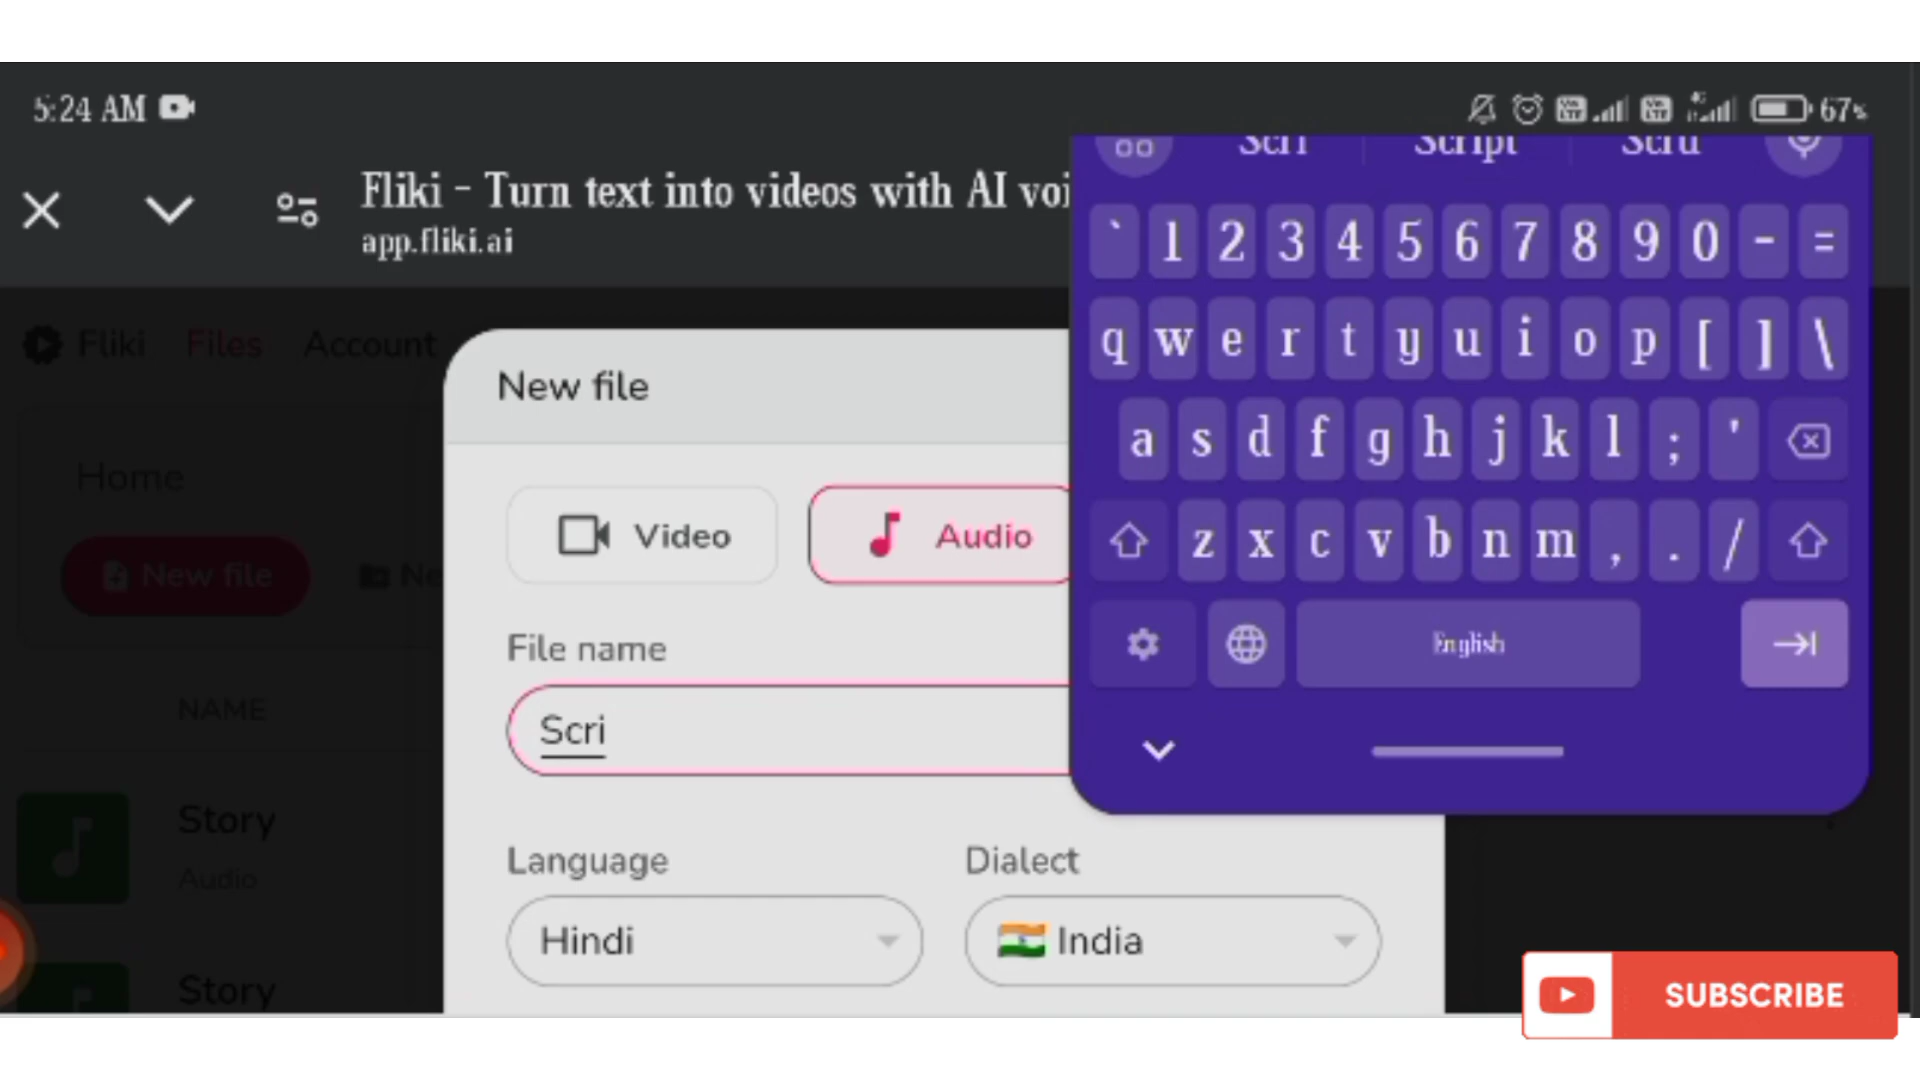 5:24 AM
67%
Fliki - Turn text into videos with AI voi
app.fliki.ai
Fliki Files Account
Home
New file
Ne
NAME
Story
Audio
Story
New file
Video
Audio
File name
Scri
Language
Hindi
Dialect
India
Scri Script Scru
` 1 2 3 4 5 6 7 8 9 0 - =
q w e r t y u i o p [ ] \
a s d f g h j k l ; '
z x c v b n m , . /
English
SUBSCRIBE